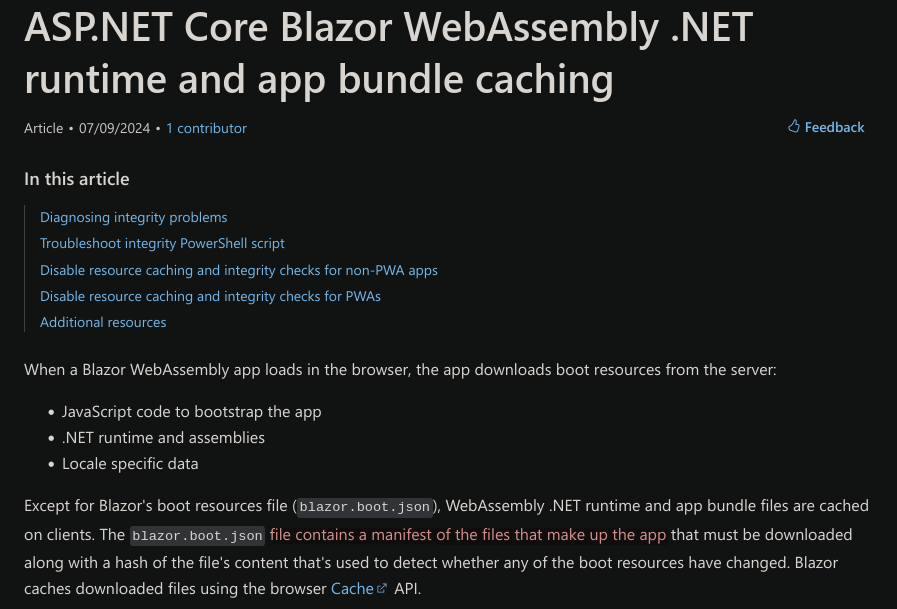 ASP.NET Core Blazor WebAssembly .NET
runtime and app bundle caching
Article • 07/09/2024 • 1 contributor
Feedback
In this article
Diagnosing integrity problems
Troubleshoot integrity PowerShell script
Disable resource caching and integrity checks for non-PWA apps
Disable resource caching and integrity checks for PWAs
Additional resources
When a Blazor WebAssembly app loads in the browser, the app downloads boot resources from the server:
• JavaScript code to bootstrap the app
• .NET runtime and assemblies
• Locale specific data
Except for Blazor's boot resources file (blazor.boot.json), WebAssembly .NET runtime and app bundle files are cached
on clients. The blazor.boot.json file contains a manifest of the files that make up the app that must be downloaded
along with a hash of the file's content that's used to detect whether any of the boot resources have changed. Blazor
caches downloaded files using the browser Cache API.